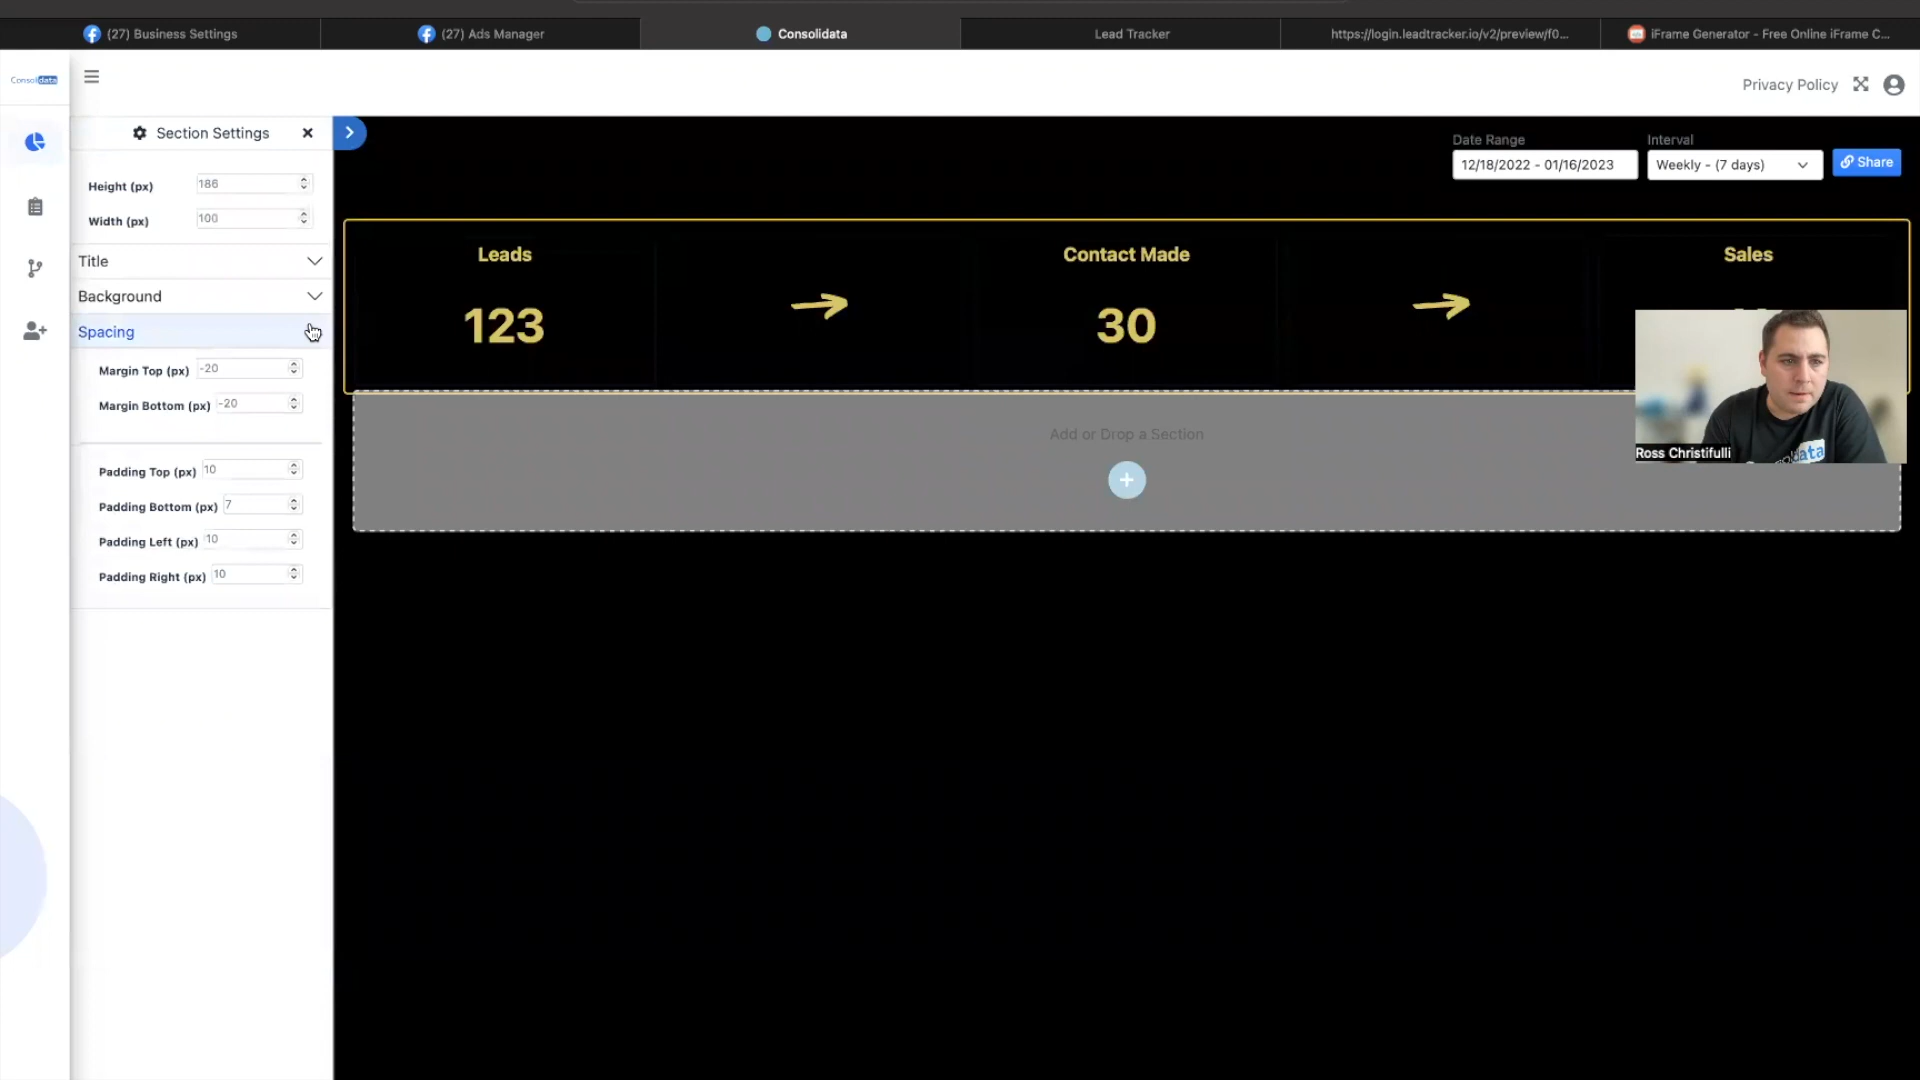 (27) Business Settings
(27) Ads Manager
Consolidata
Lead Tracker
https://login.leadtracker.io/v2/preview/f0...
iFrame Generator - Free Online iFrame C...
Consolidata
Privacy Policy
Section Settings
Height (px) 186
Width (px) 100
Title
Background
Spacing
Margin Top (px) -20
Margin Bottom (px) -20
Padding Top (px) 10
Padding Bottom (px) 7
Padding Left (px) 10
Padding Right (px) 10
Date Range
12/18/2022 - 01/16/2023
Interval
Weekly - (7 days)
Share
Leads
123
Contact Made
30
Sales
Add or Drop a Section
Ross Christifulli